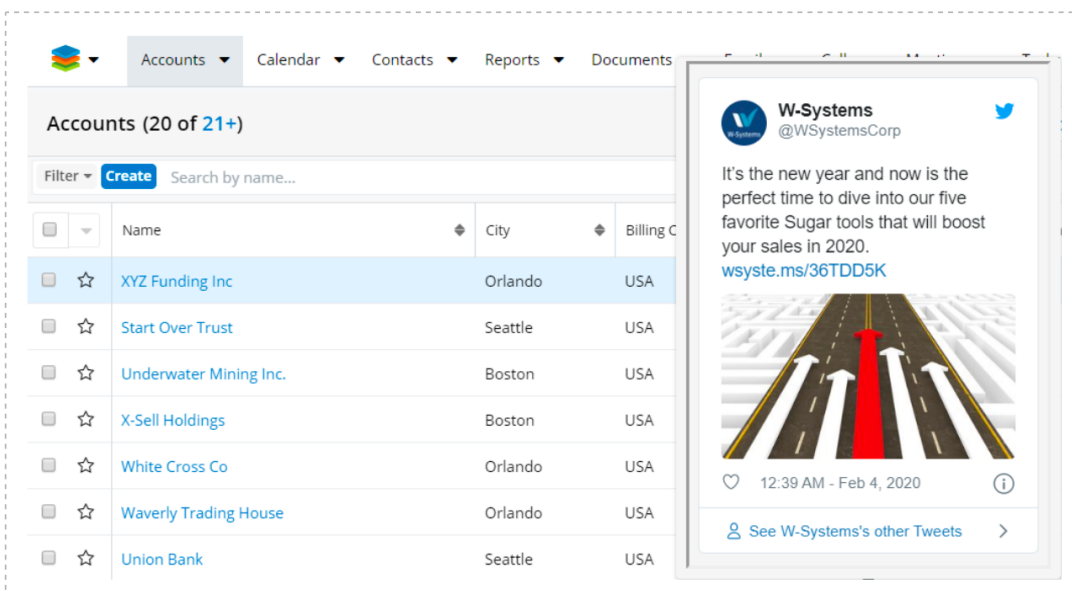 Accounts Calendar Contacts Reports Documents
Accounts (20 of 21+)
Filter Create Search by name...
Name City Billing C
XYZ Funding Inc Orlando USA
Start Over Trust Seattle USA
Underwater Mining Inc. Boston USA
X-Sell Holdings Boston USA
White Cross Co Orlando USA
Waverly Trading House Orlando USA
Union Bank Seattle USA
W-Systems
W-Systems
@WSystemsCorp
It's the new year and now is the
perfect time to dive into our five
favorite Sugar tools that will boost
your sales in 2020.
wsyste.ms/36TDD5K
12:39 AM - Feb 4, 2020
See W-Systems's other Tweets